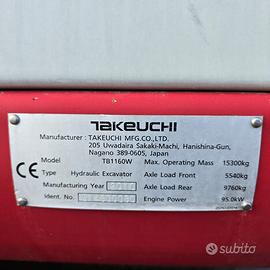 TAKEUCHI
Manufacturer : TAKEUCHI MFG.CO.,LTD.
205 Uwadaira Sakaki-Machi, Hanishina-Gun,
Nagano 389-0605, Japan
Model TB1160W Max. Operating Mass 15300kg
Type Hydraulic Excavator Axle Load Front 5540kg
Manufacturing Year Axle Load Rear 9760kg
Ident. No. Engine Power 95.0kW
subito